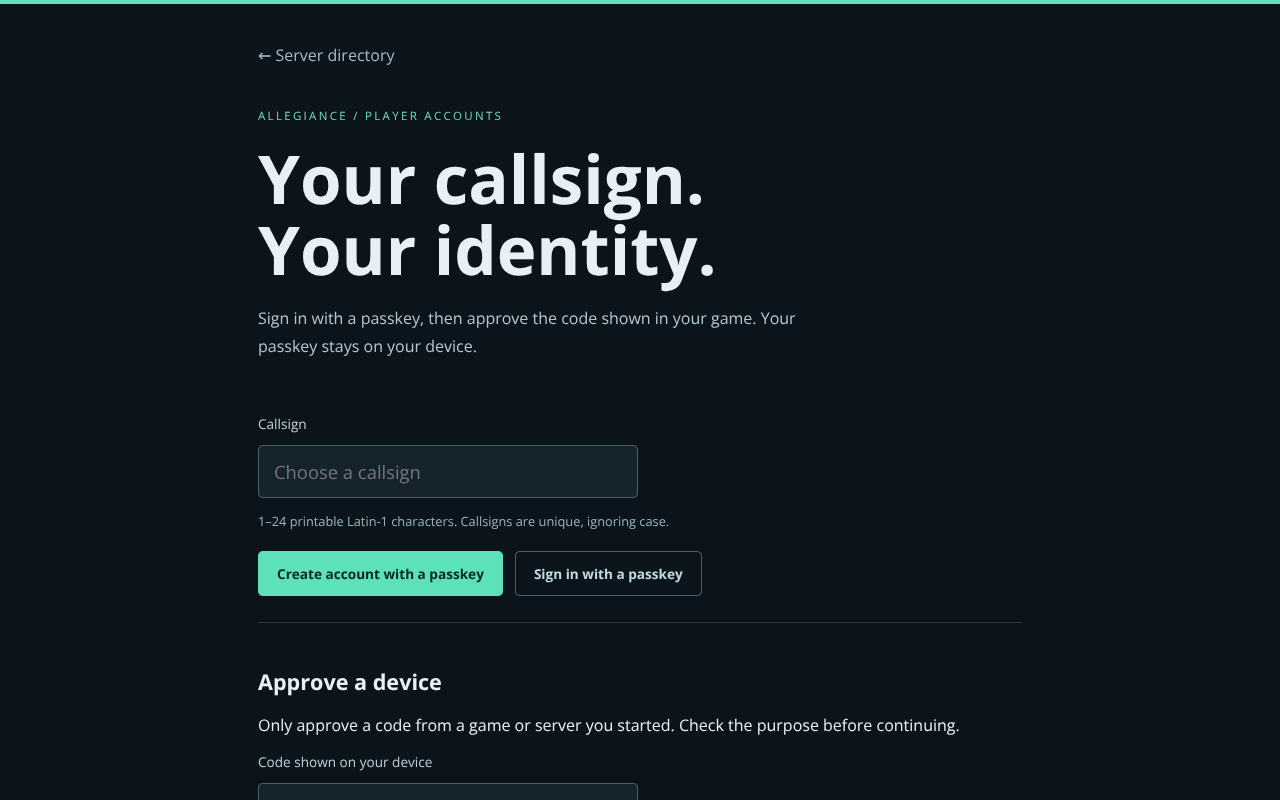 ← Server directory
ALLEGIANCE / PLAYER ACCOUNTS
Your callsign.
Your identity.
Sign in with a passkey, then approve the code shown in your game. Your
passkey stays on your device.
Callsign
Choose a callsign
1–24 printable Latin-1 characters. Callsigns are unique, ignoring case.
Create account with a passkey
Sign in with a passkey
Approve a device
Only approve a code from a game or server you started. Check the purpose before continuing.
Code shown on your device